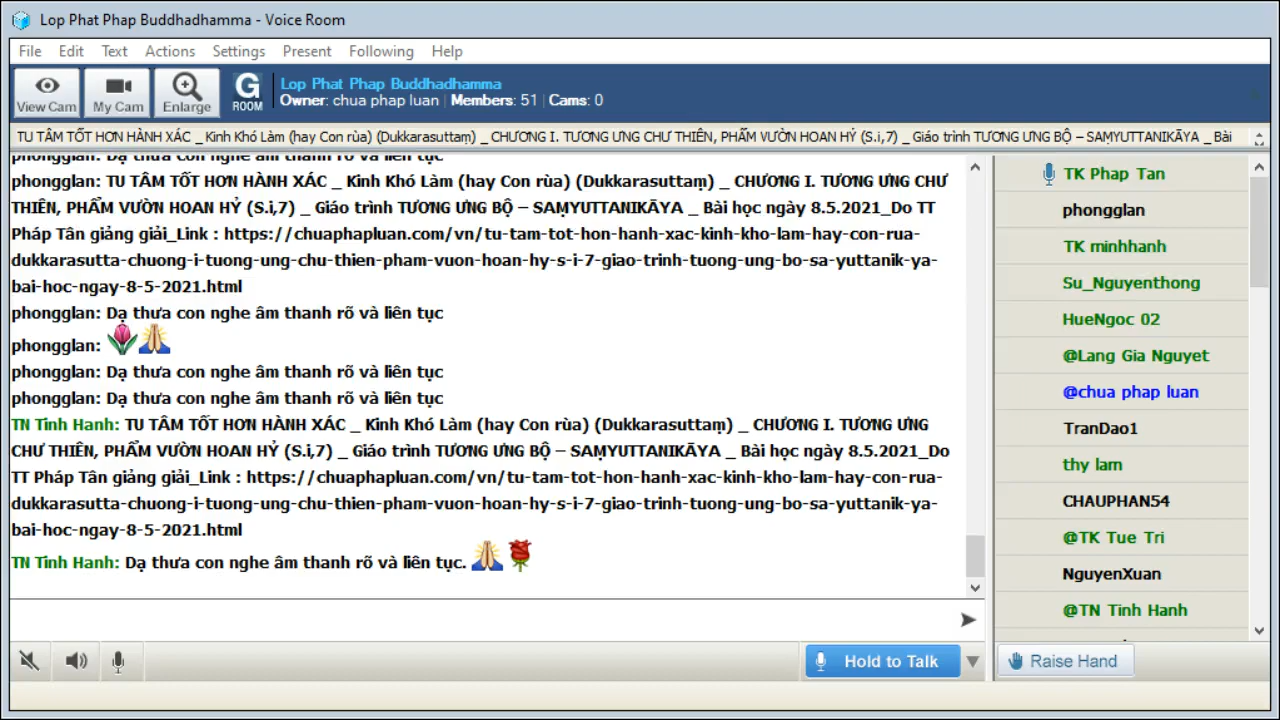 Lop Phat Phap Buddhadhamma - Voice Room
File Edit Text Actions Settings Present Following Help
View Cam
My Cam
Enlarge
G ROOM
Lop Phat Phap Buddhadhamma
Owner: chua phap luan | Members: 51 | Cams: 0
TU TÂM TỐT HƠN HÀNH XÁC _ Kinh Khó Làm (hay Con rùa) (Dukkarasuttaṃ) _ CHƯƠNG I. TƯƠNG ƯNG CHƯ THIÊN, PHẨM VƯỜN HOAN HỶ (S.i,7) _ Giáo trình TƯƠNG ƯNG BỘ – SAṂYUTTANIKĀYA _ Bài
phongglan: Dạ thưa con nghe âm thanh rõ và liên tục
phongglan: TU TÂM TỐT HƠN HÀNH XÁC _ Kinh Khó Làm (hay Con rùa) (Dukkarasuttaṃ) _ CHƯƠNG I. TƯƠNG ƯNG CHƯ
THIÊN, PHẨM VƯỜN HOAN HỶ (S.i,7) _ Giáo trình TƯƠNG ƯNG BỘ – SAṂYUTTANIKĀYA _ Bài học ngày 8.5.2021_Do TT
Pháp Tân giảng giải_Link : https://chuaphapluan.com/vn/tu-tam-tot-hon-hanh-xac-kinh-kho-lam-hay-con-rua-
dukkarasutta-chuong-i-tuong-ung-chu-thien-pham-vuon-hoan-hy-s-i-7-giao-trinh-tuong-ung-bo-sa-yuttanik-ya-
bai-hoc-ngay-8-5-2021.html
phongglan: Dạ thưa con nghe âm thanh rõ và liên tục
phongglan:
phongglan: Dạ thưa con nghe âm thanh rõ và liên tục
phongglan: Dạ thưa con nghe âm thanh rõ và liên tục
TN Tinh Hanh: TU TÂM TỐT HƠN HÀNH XÁC _ Kinh Khó Làm (hay Con rùa) (Dukkarasuttaṃ) _ CHƯƠNG I. TƯƠNG ƯNG
CHƯ THIÊN, PHẨM VƯỜN HOAN HỶ (S.i,7) _ Giáo trình TƯƠNG ƯNG BỘ – SAṂYUTTANIKĀYA _ Bài học ngày 8.5.2021_Do
TT Pháp Tân giảng giải_Link : https://chuaphapluan.com/vn/tu-tam-tot-hon-hanh-xac-kinh-kho-lam-hay-con-rua-
dukkarasutta-chuong-i-tuong-ung-chu-thien-pham-vuon-hoan-hy-s-i-7-giao-trinh-tuong-ung-bo-sa-yuttanik-ya-
bai-hoc-ngay-8-5-2021.html
TN Tinh Hanh: Dạ thưa con nghe âm thanh rõ và liên tục.
TK Phap Tan
phongglan
TK minhhanh
Su_Nguyenthong
HueNgoc 02
@Lang Gia Nguyet
@chua phap luan
TranDao1
thy lam
CHAUPHAN54
@TK Tue Tri
NguyenXuan
@TN Tinh Hanh
Hold to Talk
Raise Hand